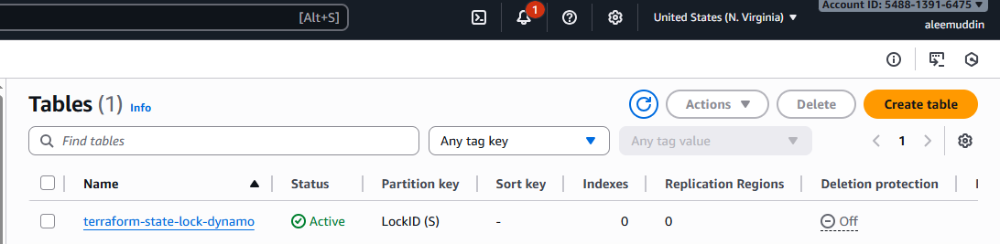 [Alt+S]
1
United States (N. Virginia) ▼
Account ID: 5488-1391-6475 ▼
aleemuddin
Tables (1) Info
Actions ▼
Delete
Create table
Find tables
Any tag key ▼
Any tag value ▼
< 1 >
Name ▲ Status Partition key Sort key Indexes Replication Regions Deletion protection
terraform-state-lock-dynamo Active LockID (S) - 0 0 Off